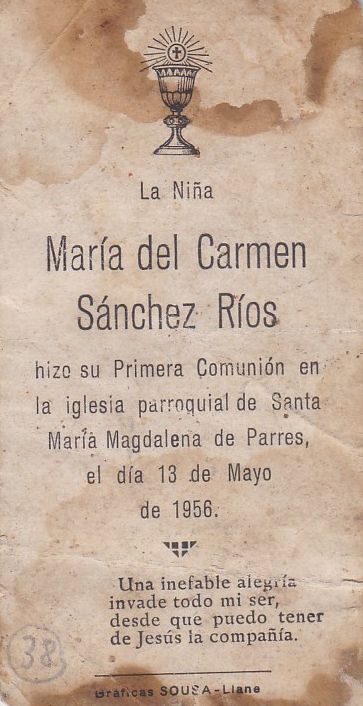 La Niña
María del Carmen
Sánchez Ríos
hizo su Primera Comunión en
la iglesia parroquial de Santa
María Magdalena de Parres,
el día 13 de Mayo
de 1956.
Una inefable alegría
invade todo mi ser,
desde que puedo tener
de Jesús la compañía.
38
Gráficas SOUSA-Llane